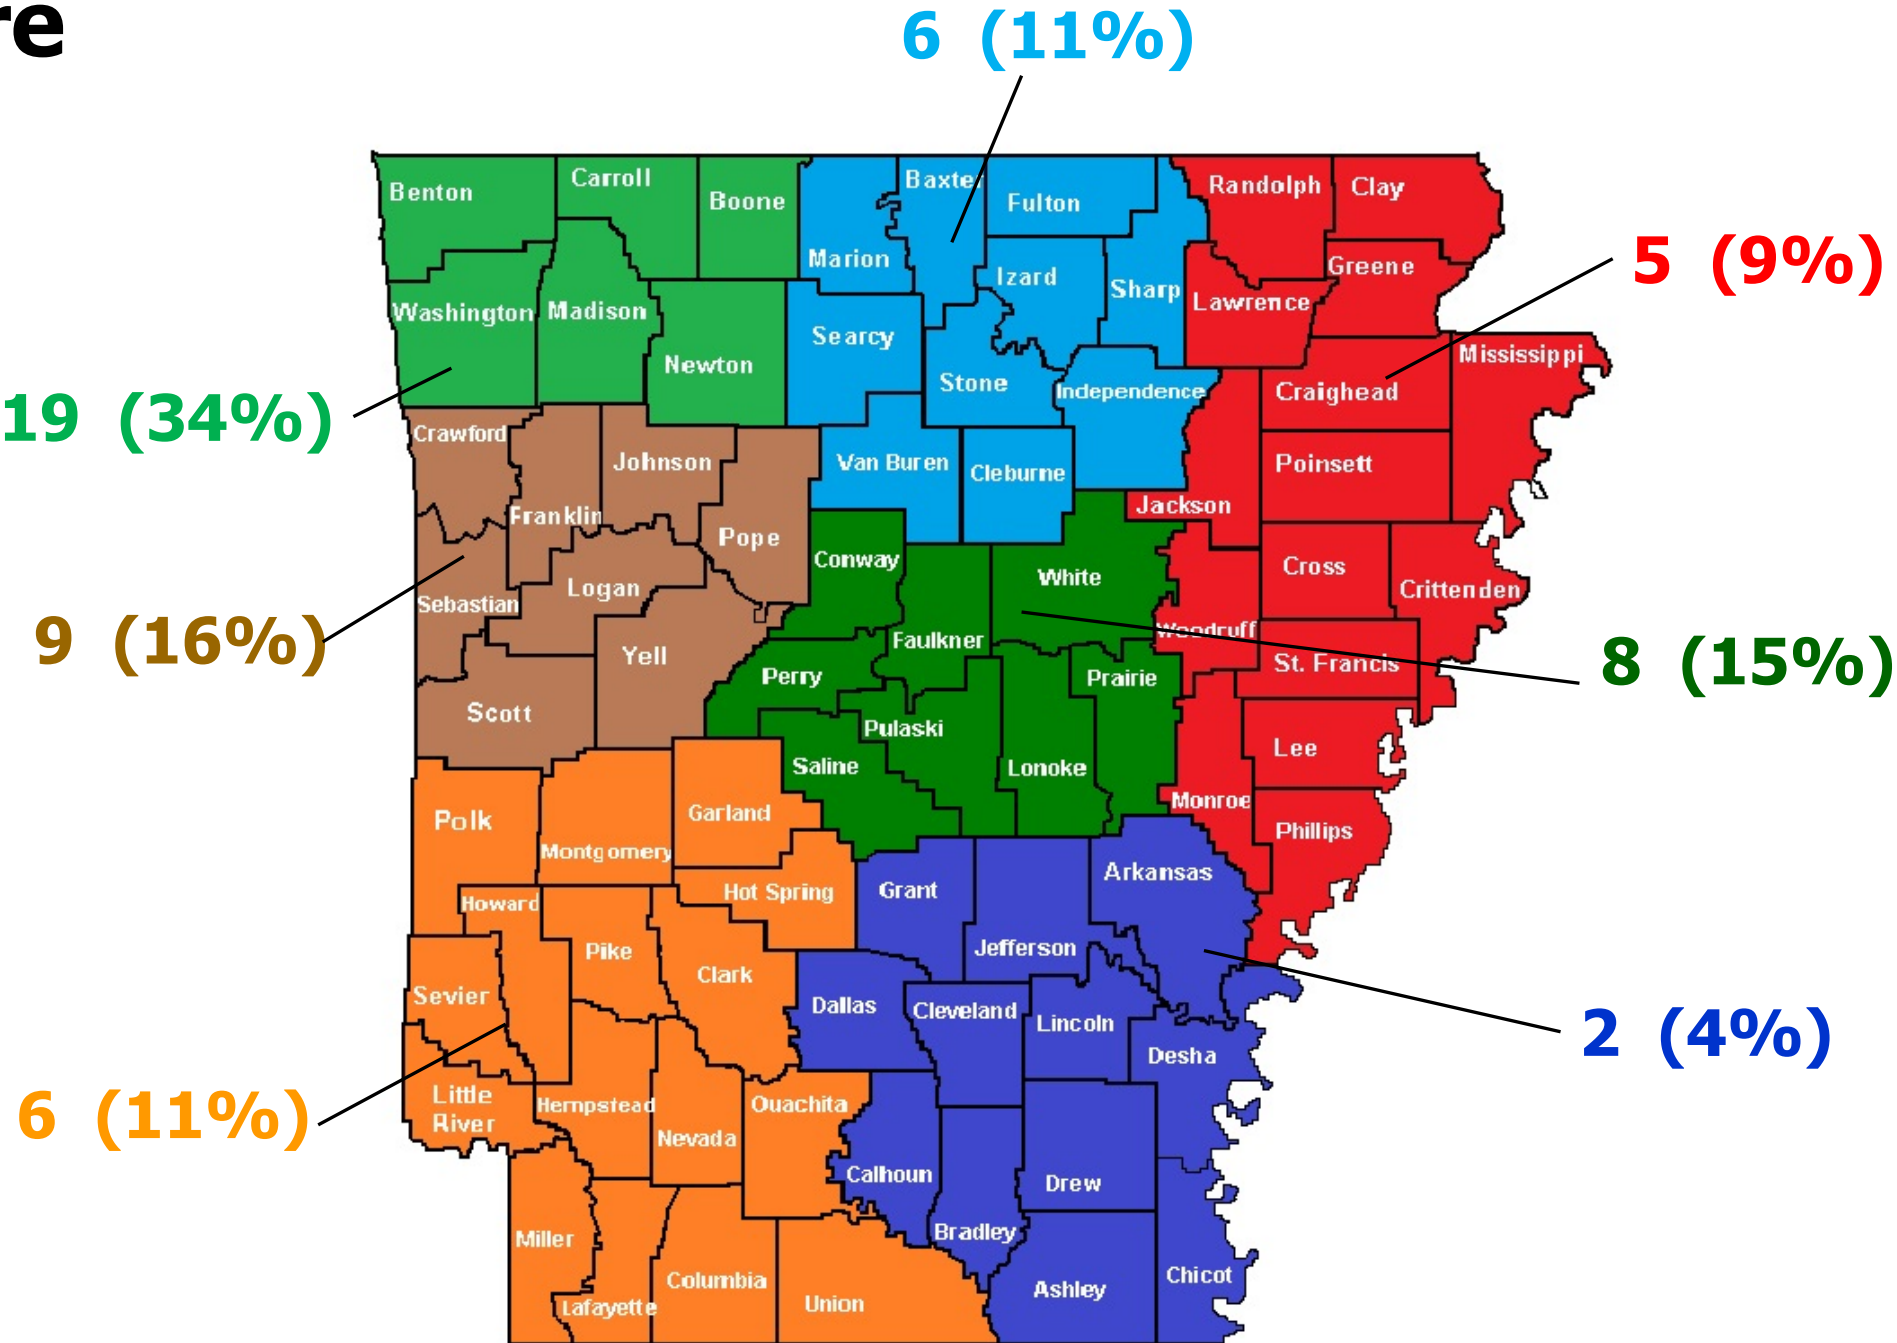 re
6 (11%)
Benton
Carroll
Boone
Marion
Baxter
Fulton
Randolph
Clay
Izard
Sharp
Greene
5 (9%)
Lawrence
Washington
Madison
Searcy
Newton
Stone
Independence
Craighead
Mississippi
19 (34%)
Crawford
Johnson
Van Buren
Cleburne
Poinsett
Franklin
Jackson
Pope
Conway
White
Cross
Crittenden
Logan
Sebastian
9 (16%)
Yell
Faulkner
Woodruff
St. Francis
8 (15%)
Perry
Prairie
Scott
Pulaski
Saline
Lonoke
Lee
Monroe
Polk
Garland
Phillips
Montgomery
Arkansas
Hot Spring
Grant
Howard
Pike
Jefferson
Clark
Sevier
Dallas
Cleveland
Lincoln
2 (4%)
Desha
Little
River
6 (11%)
Hempstead
Ouachita
Nevada
Calhoun
Drew
Miller
Bradley
Columbia
Chicot
Ashley
Lafayette
Union